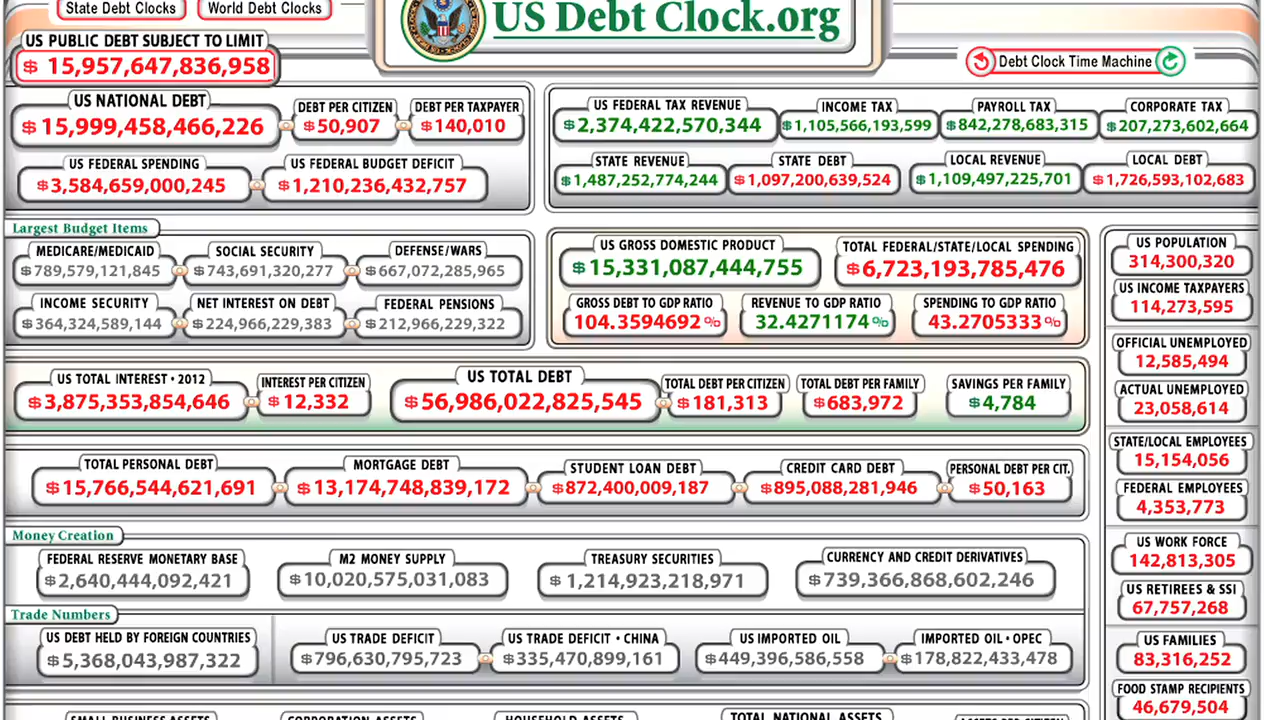 State Debt Clocks
World Debt Clocks
US Debt Clock.org
US PUBLIC DEBT SUBJECT TO LIMIT
$ 15,957,647,836,958
Debt Clock Time Machine
US NATIONAL DEBT
$ 15,999,458,466,226
DEBT PER CITIZEN
$ 50,907
DEBT PER TAXPAYER
$ 140,010
US FEDERAL SPENDING
$ 3,584,659,000,245
US FEDERAL BUDGET DEFICIT
$ 1,210,236,432,757
US FEDERAL TAX REVENUE
$ 2,374,422,570,344
INCOME TAX
$ 1,105,566,193,599
PAYROLL TAX
$ 842,278,683,315
CORPORATE TAX
$ 207,273,602,664
STATE REVENUE
$ 1,487,252,774,244
STATE DEBT
$ 1,097,200,639,524
LOCAL REVENUE
$ 1,109,497,225,701
LOCAL DEBT
$ 1,726,593,102,683
Largest Budget Items
MEDICARE/MEDICAID
$ 789,579,121,845
SOCIAL SECURITY
$ 743,691,320,277
DEFENSE/WARS
$ 667,072,285,965
INCOME SECURITY
$ 364,324,589,144
NET INTEREST ON DEBT
$ 224,966,229,383
FEDERAL PENSIONS
$ 212,966,229,322
US GROSS DOMESTIC PRODUCT
$ 15,331,087,444,755
TOTAL FEDERAL/STATE/LOCAL SPENDING
$ 6,723,193,785,476
GROSS DEBT TO GDP RATIO
104.3594692 %
REVENUE TO GDP RATIO
32.4271174 %
SPENDING TO GDP RATIO
43.2705333 %
US POPULATION
314,300,320
US INCOME TAXPAYERS
114,273,595
OFFICIAL UNEMPLOYED
12,585,494
ACTUAL UNEMPLOYED
23,058,614
STATE/LOCAL EMPLOYEES
15,154,056
FEDERAL EMPLOYEES
4,353,773
US WORK FORCE
142,813,305
US RETIREES & SSI
67,757,268
US FAMILIES
83,316,252
FOOD STAMP RECIPIENTS
46,679,504
US TOTAL INTEREST • 2012
$ 3,875,353,854,646
INTEREST PER CITIZEN
$ 12,332
US TOTAL DEBT
$ 56,986,022,825,545
TOTAL DEBT PER CITIZEN
$ 181,313
TOTAL DEBT PER FAMILY
$ 683,972
SAVINGS PER FAMILY
$ 4,784
TOTAL PERSONAL DEBT
$ 15,766,544,621,691
MORTGAGE DEBT
$ 13,174,748,839,172
STUDENT LOAN DEBT
$ 872,400,009,187
CREDIT CARD DEBT
$ 895,088,281,946
PERSONAL DEBT PER CIT.
$ 50,163
Money Creation
FEDERAL RESERVE MONETARY BASE
$ 2,640,444,092,421
M2 MONEY SUPPLY
$ 10,020,575,031,083
TREASURY SECURITIES
$ 1,214,923,218,971
CURRENCY AND CREDIT DERIVATIVES
$ 739,366,868,602,246
Trade Numbers
US DEBT HELD BY FOREIGN COUNTRIES
$ 5,368,043,987,322
US TRADE DEFICIT
$ 796,630,795,723
US TRADE DEFICIT • CHINA
$ 335,470,899,161
US IMPORTED OIL
$ 449,396,586,558
IMPORTED OIL • OPEC
$ 178,822,433,478
SMALL BUSINESS ASSETS
CORPORATION ASSETS
HOUSEHOLD ASSETS
TOTAL NATIONAL ASSETS
ASSETS PER CITIZEN